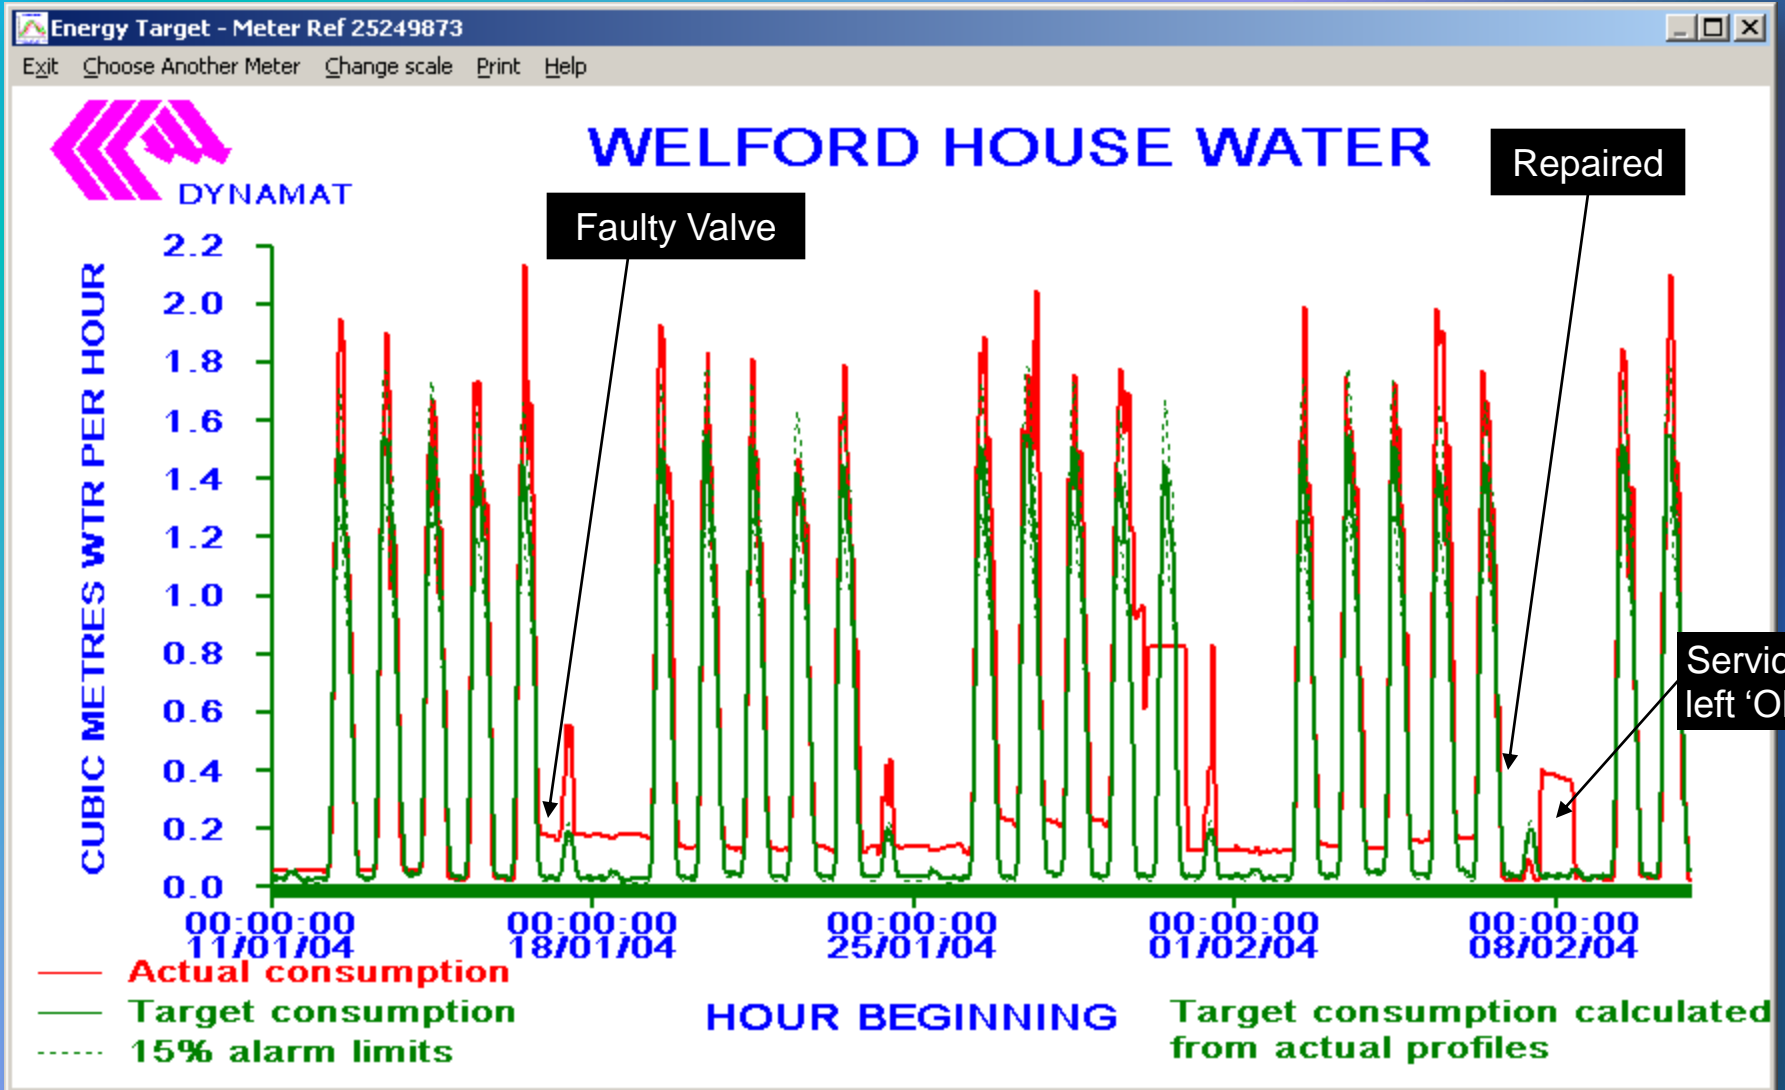 Energy Target - Meter Ref 25249873
Exit Choose Another Meter Change scale Print Help
DYNAMAT
WELFORD HOUSE WATER
Repaired
Faulty Valve
CUBIC METRES WTR PER HOUR
2.2
2.0
1.8
1.6
1.4
1.2
1.0
0.8
0.6
0.4
0.2
0.0
left
00:00:00 00:00:00 00:00:00 00:00:00 00:00:00
11/01/04 18/01/04 25/01/04 01/02/04 08/02/04
Actual consumption
Target consumption
15% alarm limits
HOUR BEGINNING
Target consumption calculated
from actual profiles